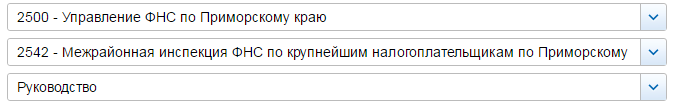 2500 - Управление ФНС по Приморскому краю
2542 - Межрайонная инспекция ФНС по крупнейшим налогоплательщикам по Приморскому
Руководство